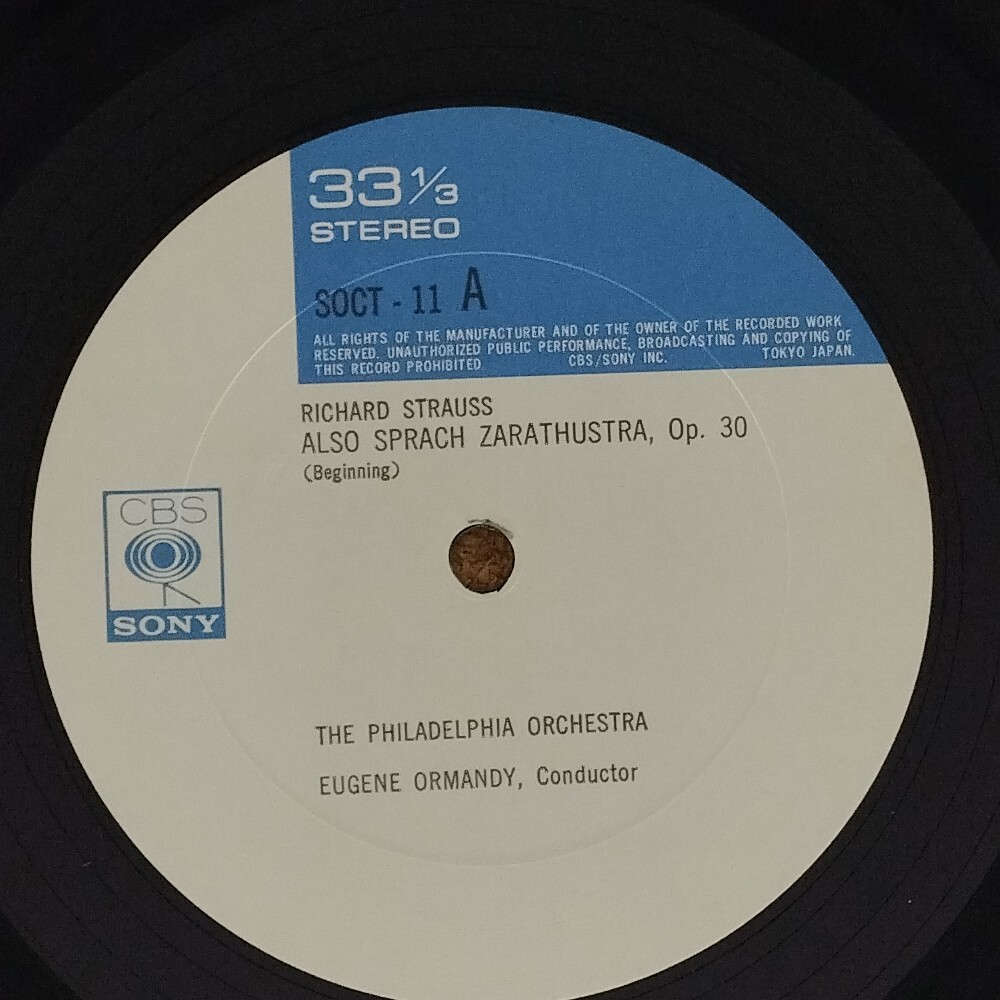 33 1/3
STEREO
SOCT - 11 A
ALL RIGHTS OF THE MANUFACTURER AND OF THE OWNER OF THE RECORDED WORK
RESERVED. UNAUTHORIZED PUBLIC PERFORMANCE, BROADCASTING AND COPYING OF
THIS RECORD PROHIBITED CBS/SONY INC. TOKYO JAPAN.
RICHARD STRAUSS
ALSO SPRACH ZARATHUSTRA, Op. 30
(Beginning)
CBS
SONY
THE PHILADELPHIA ORCHESTRA
EUGENE ORMANDY, Conductor